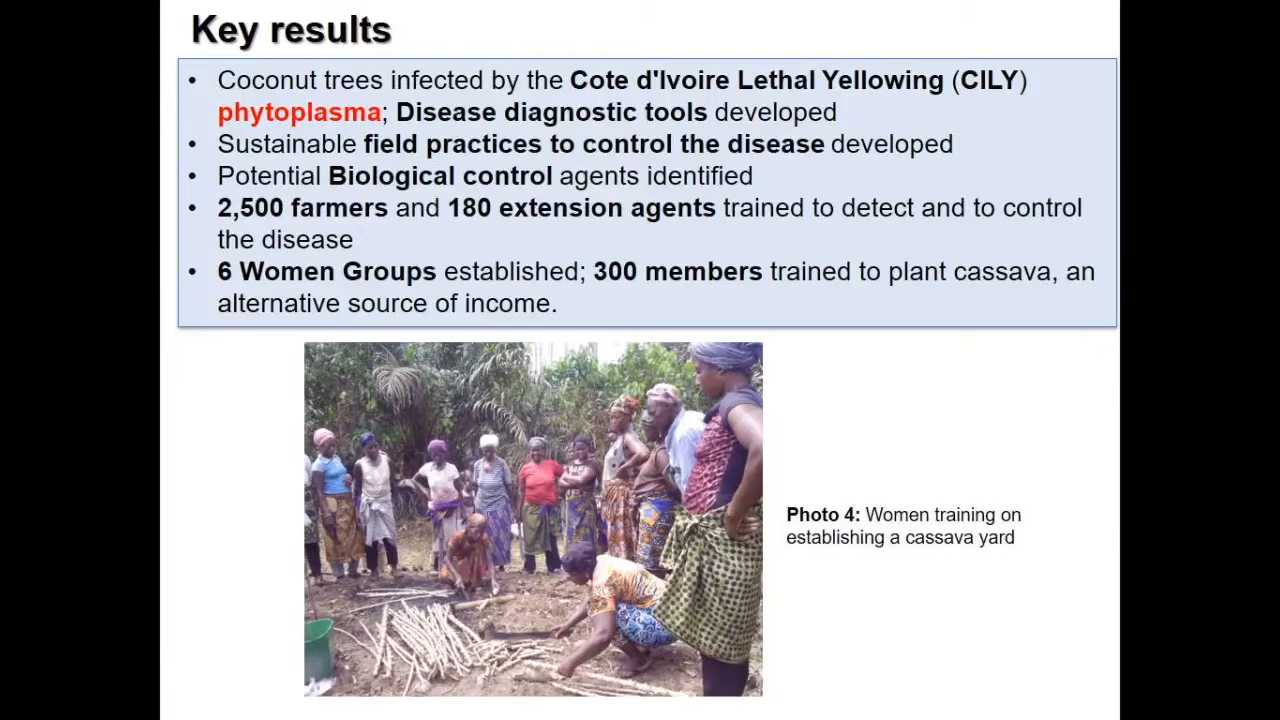 Key results
• Coconut trees infected by the Cote d'Ivoire Lethal Yellowing (CILY)
phytoplasma; Disease diagnostic tools developed
• Sustainable field practices to control the disease developed
• Potential Biological control agents identified
• 2,500 farmers and 180 extension agents trained to detect and to control
the disease
• 6 Women Groups established; 300 members trained to plant cassava, an
alternative source of income.
Photo 4: Women training on
establishing a cassava yard